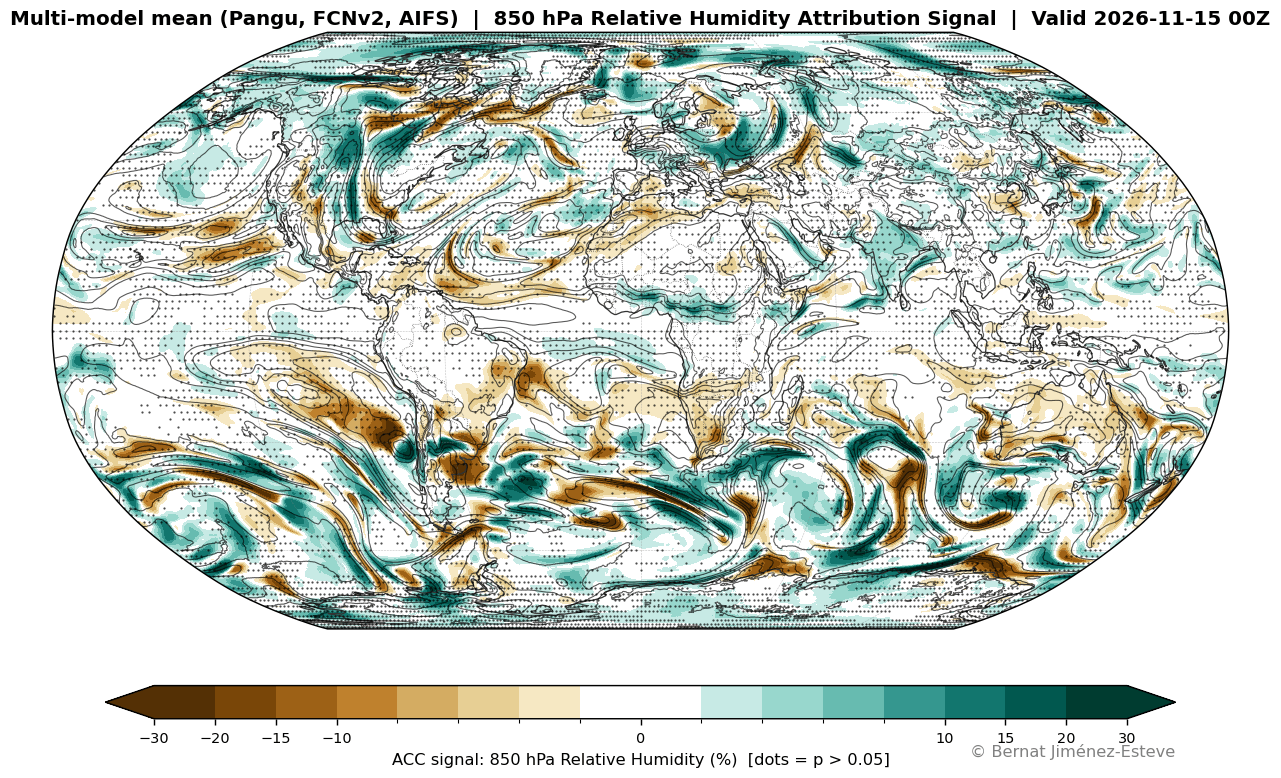 Multi-model mean (Pangu, FCNv2, AIFS)  |  850 hPa Relative Humidity Attribution Signal  |  Valid 2026-11-15 00Z
−30 −20 −15 −10 0 10 15 20 30
ACC signal: 850 hPa Relative Humidity (%)  [dots = p > 0.05]
© Bernat Jiménez-Esteve